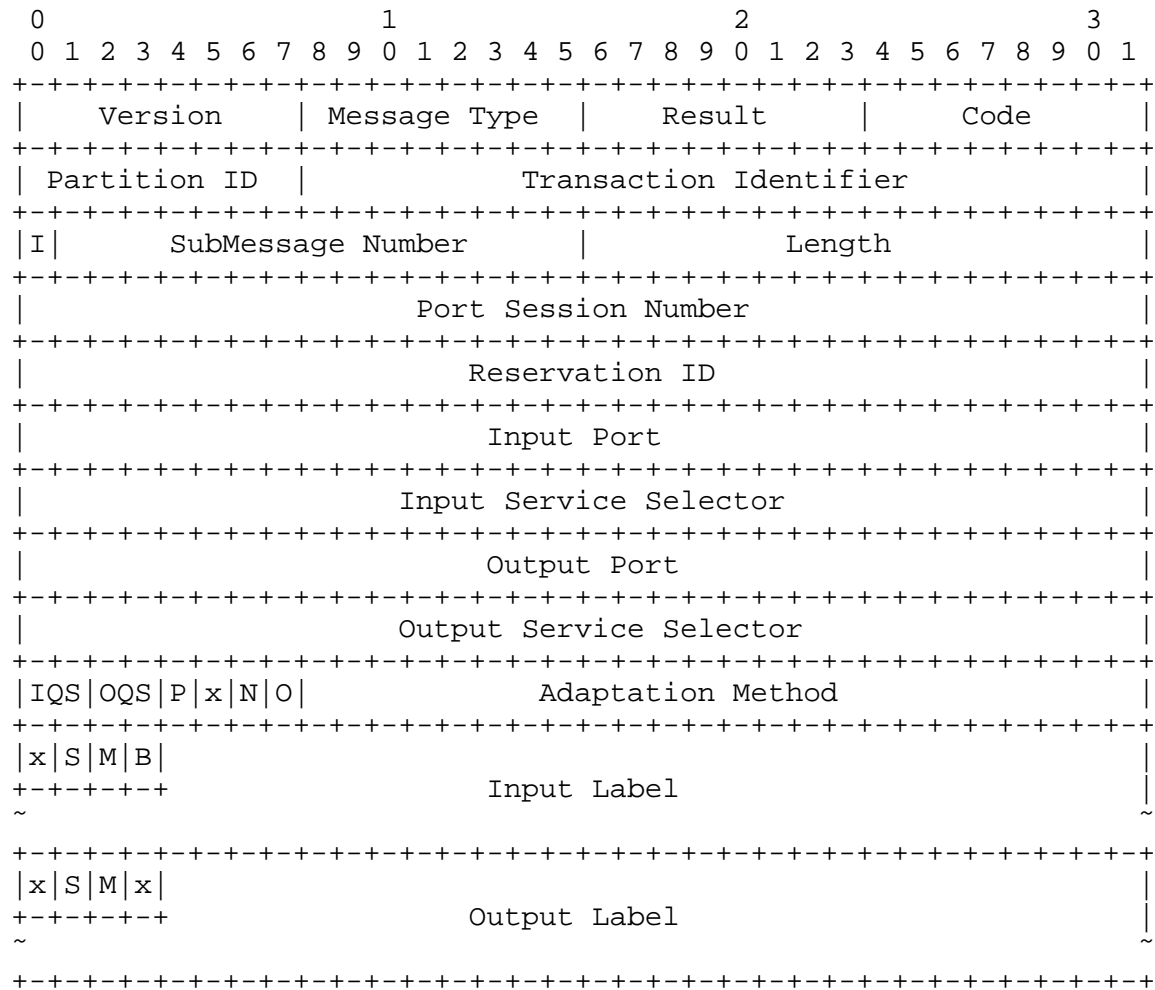 0                   1                   2                   3
 0 1 2 3 4 5 6 7 8 9 0 1 2 3 4 5 6 7 8 9 0 1 2 3 4 5 6 7 8 9 0 1
+-+-+-+-+-+-+-+-+-+-+-+-+-+-+-+-+-+-+-+-+-+-+-+-+-+-+-+-+-+-+-+-+
|    Version    | Message Type  |    Result     |     Code      |
+-+-+-+-+-+-+-+-+-+-+-+-+-+-+-+-+-+-+-+-+-+-+-+-+-+-+-+-+-+-+-+-+
| Partition ID  |            Transaction Identifier             |
+-+-+-+-+-+-+-+-+-+-+-+-+-+-+-+-+-+-+-+-+-+-+-+-+-+-+-+-+-+-+-+-+
|I|      SubMessage Number      |           Length              |
+-+-+-+-+-+-+-+-+-+-+-+-+-+-+-+-+-+-+-+-+-+-+-+-+-+-+-+-+-+-+-+-+
|                      Port Session Number                      |
+-+-+-+-+-+-+-+-+-+-+-+-+-+-+-+-+-+-+-+-+-+-+-+-+-+-+-+-+-+-+-+-+
|                         Reservation ID                        |
+-+-+-+-+-+-+-+-+-+-+-+-+-+-+-+-+-+-+-+-+-+-+-+-+-+-+-+-+-+-+-+-+
|                          Input Port                           |
+-+-+-+-+-+-+-+-+-+-+-+-+-+-+-+-+-+-+-+-+-+-+-+-+-+-+-+-+-+-+-+-+
|                     Input Service Selector                    |
+-+-+-+-+-+-+-+-+-+-+-+-+-+-+-+-+-+-+-+-+-+-+-+-+-+-+-+-+-+-+-+-+
|                          Output Port                          |
+-+-+-+-+-+-+-+-+-+-+-+-+-+-+-+-+-+-+-+-+-+-+-+-+-+-+-+-+-+-+-+-+
|                     Output Service Selector                   |
+-+-+-+-+-+-+-+-+-+-+-+-+-+-+-+-+-+-+-+-+-+-+-+-+-+-+-+-+-+-+-+-+
|IQS|OQS|P|x|N|O|             Adaptation Method                 |
+-+-+-+-+-+-+-+-+-+-+-+-+-+-+-+-+-+-+-+-+-+-+-+-+-+-+-+-+-+-+-+-+
|x|S|M|B|                                                       |
+-+-+-+-+                  Input Label                          |
~                                                               ~
+-+-+-+-+-+-+-+-+-+-+-+-+-+-+-+-+-+-+-+-+-+-+-+-+-+-+-+-+-+-+-+-+
|x|S|M|x|                                                       |
+-+-+-+-+                 Output Label                          |
~                                                               ~
+-+-+-+-+-+-+-+-+-+-+-+-+-+-+-+-+-+-+-+-+-+-+-+-+-+-+-+-+-+-+-+-+